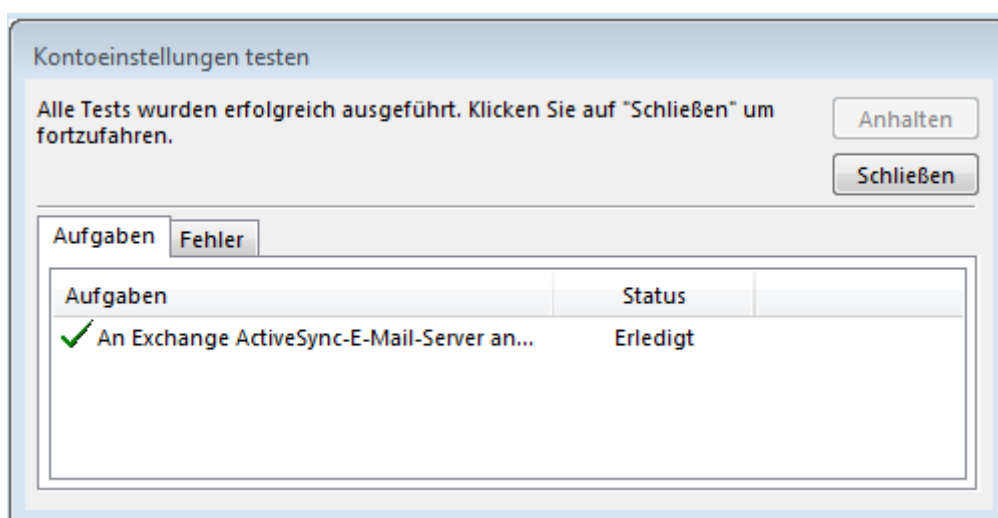 Kontoeinstellungen testen
Alle Tests wurden erfolgreich ausgeführt. Klicken Sie auf "Schließen" um
fortzufahren.
Anhalten
Schließen
Aufgaben Fehler
Aufgaben Status
An Exchange ActiveSync-E-Mail-Server an... Erledigt